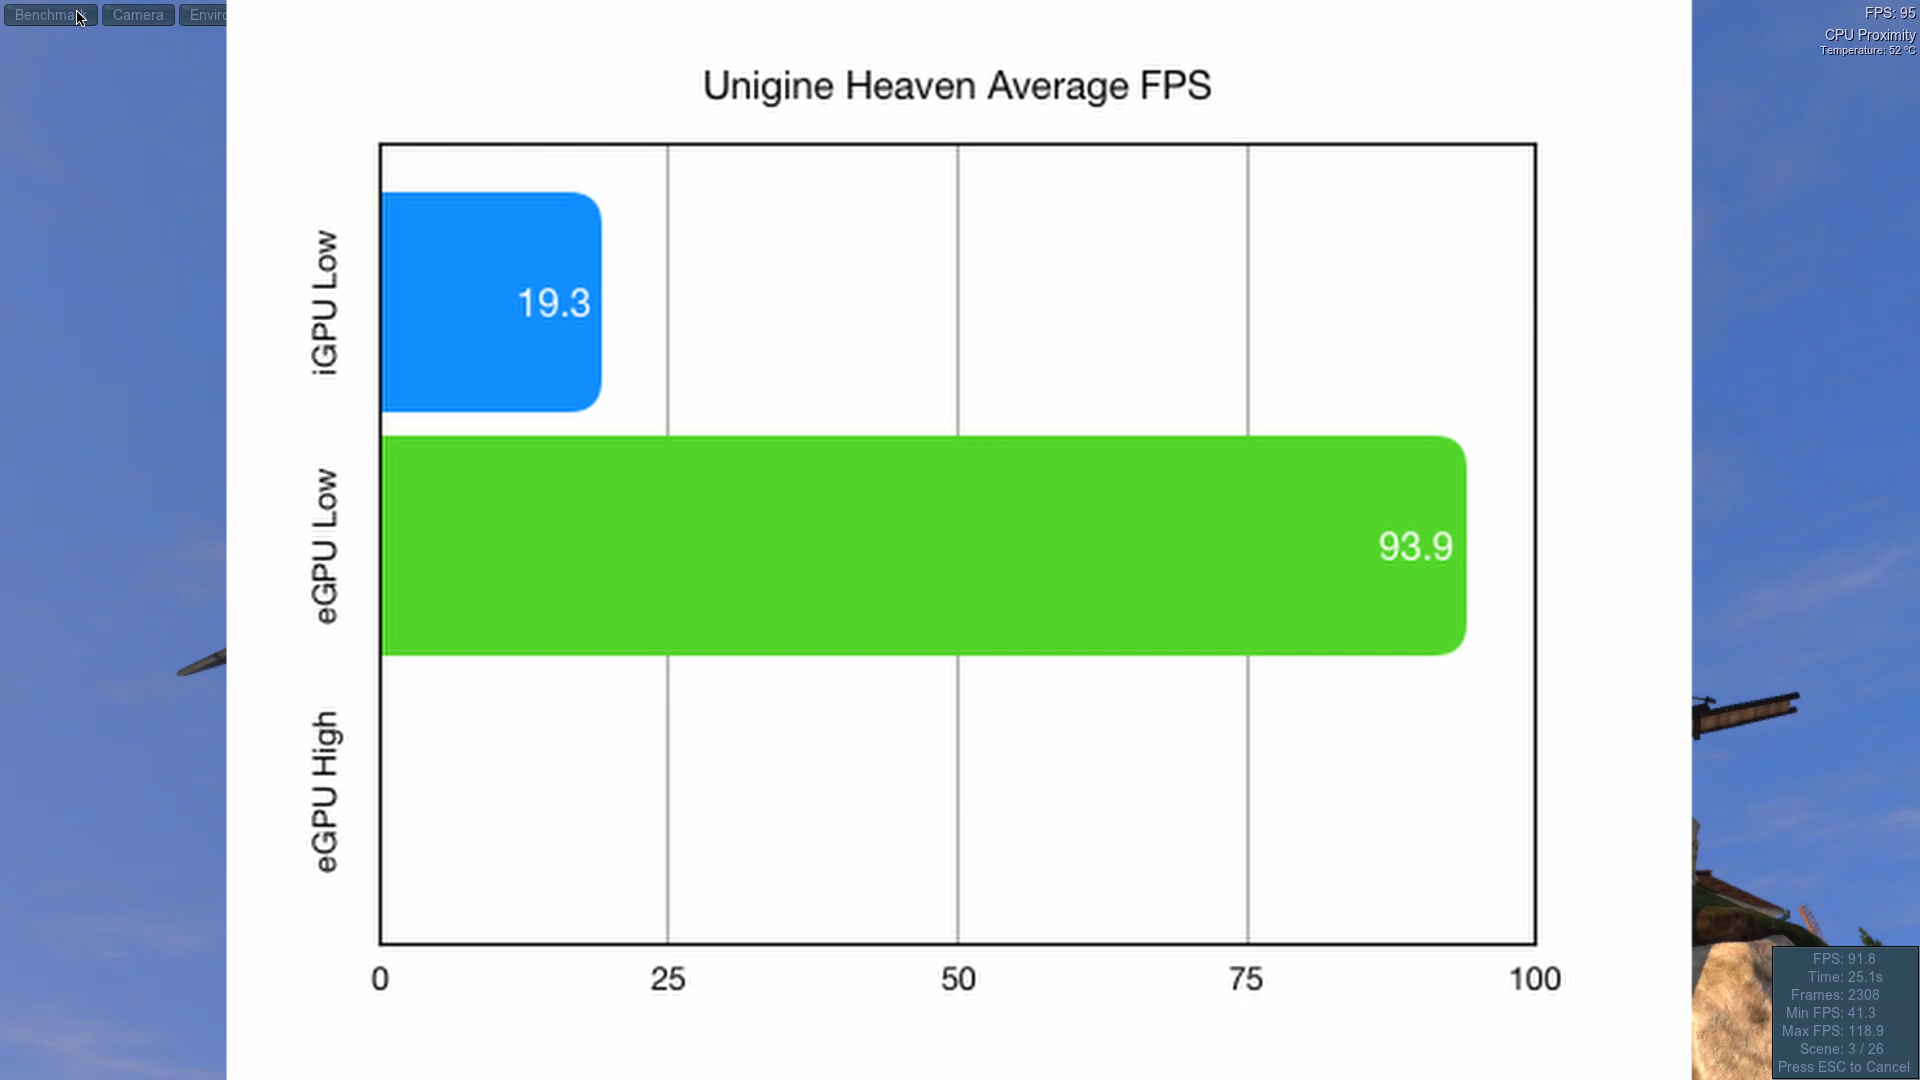 Benchmark
Camera
Enviro
FPS: 95
CPU Proximity
Temperature: 52 °C
Unigine Heaven Average FPS
iGPU Low
19.3
eGPU Low
93.9
eGPU High
0
25
50
75
100
FPS: 91.8
Time: 25.1s
Frames: 2308
Min FPS: 41.3
Max FPS: 118.9
Scene: 3 / 26
Press ESC to Cancel